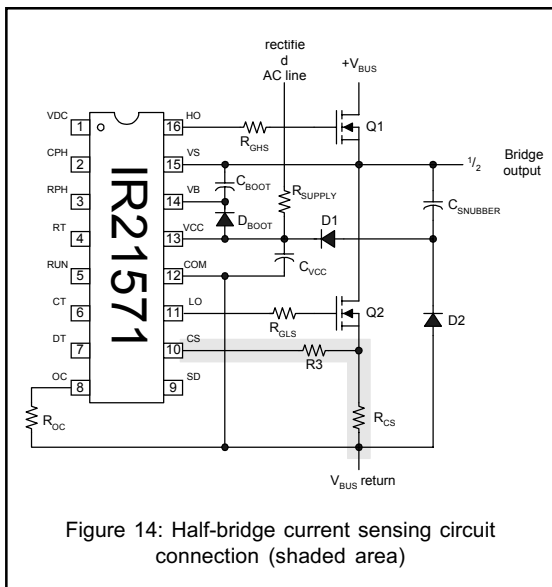 rectifie
d
AC line
+VBUS
VDC
1
CPH
2
RPH
3
RT
4
RUN
5
CT
6
DT
7
OC
8
IR21571
HO
16
VS
15
VB
14
VCC
13
COM
12
LO
11
CS
10
SD
9
RGHS
Q1
1/2 Bridge
output
CBOOT
RSUPPLY
CSNUBBER
DBOOT
D1
CVCC
RGLS
Q2
D2
R3
ROC
RCS
VBUS return
Figure 14: Half-bridge current sensing circuit
connection (shaded area)